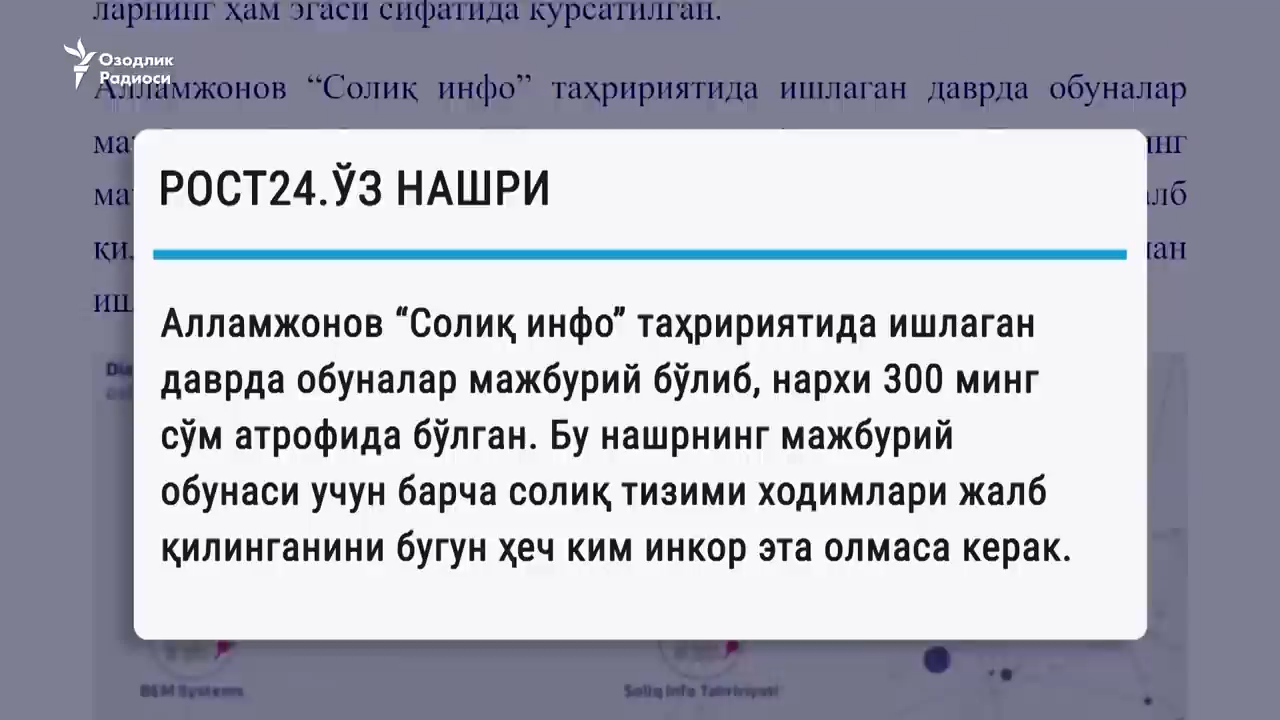 ларнинг ҳам эгаси сифатида кўрсатилган.
Озодлик
Радиоси
Алламжонов “Солиқ инфо” таҳририятида ишлаган даврда обуналар
РОСТ24.ЎЗ НАШРИ
Алламжонов “Солиқ инфо” таҳририятида ишлаган
даврда обуналар мажбурий бўлиб, нархи 300 минг
сўм атрофида бўлган. Бу нашрнинг мажбурий
обунаси учун барча солиқ тизими ходимлари жалб
қилинганини бугун ҳеч ким инкор эта олмаса керак.
BEM Systems
Soliq Info Tahririyati